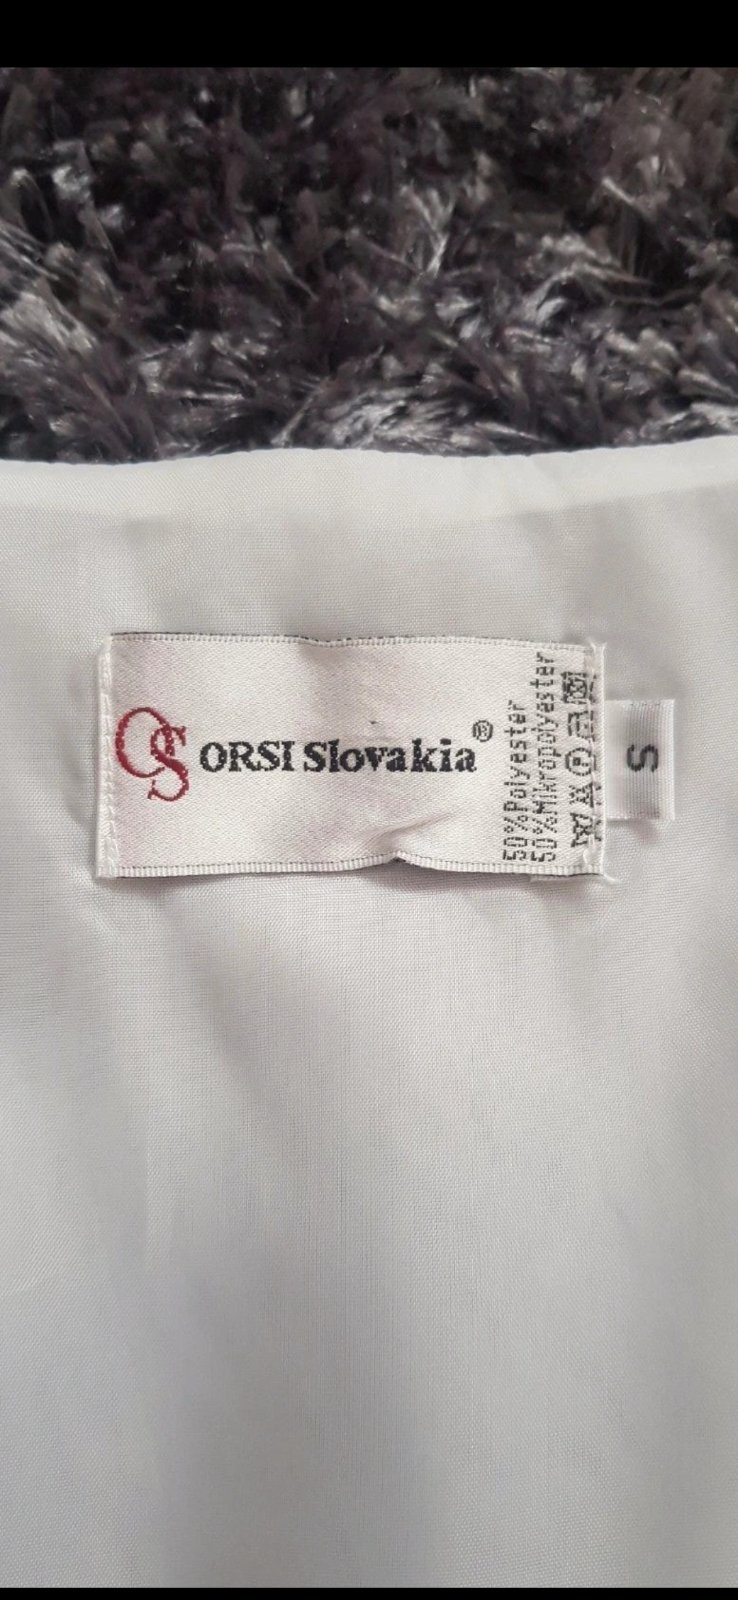 OS ORSI Slovakia®
50%Polyester
50%Mikropolyester
S